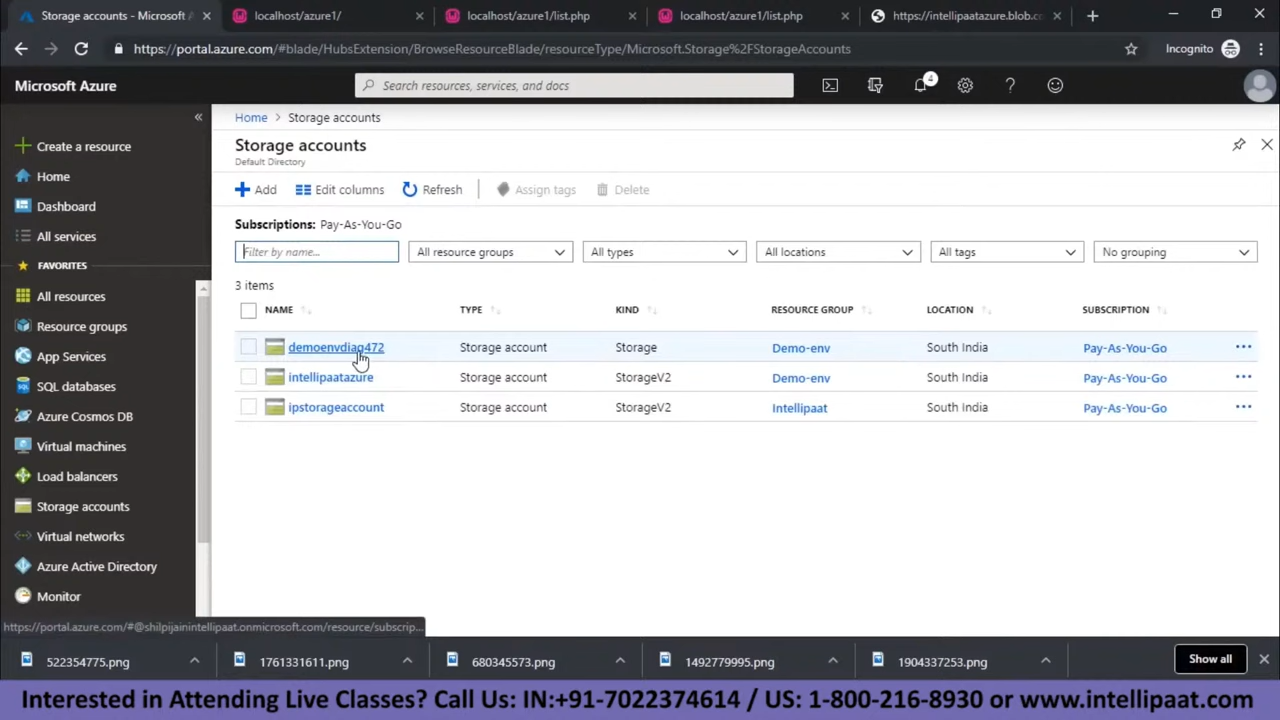 Storage accounts - Microsoft A
localhost/azure1/
localhost/azure1/list.php
localhost/azure1/list.php
https://intellipaatazure.blob.co
https://portal.azure.com/#blade/HubsExtension/BrowseResourceBlade/resourceType/Microsoft.Storage%2FStorageAccounts
Incognito
Microsoft Azure
Search resources, services, and docs
4
Create a resource
Home
Dashboard
All services
FAVORITES
All resources
Resource groups
App Services
SQL databases
Azure Cosmos DB
Virtual machines
Load balancers
Storage accounts
Virtual networks
Azure Active Directory
Monitor
Home > Storage accounts
Storage accounts
Default Directory
Add Edit columns Refresh Assign tags Delete
Subscriptions: Pay-As-You-Go
Filter by name... All resource groups All types All locations All tags No grouping
3 items
NAME TYPE KIND RESOURCE GROUP LOCATION SUBSCRIPTION
demoenvdiag472 Storage account Storage Demo-env South India Pay-As-You-Go
intellipaatazure Storage account StorageV2 Demo-env South India Pay-As-You-Go
ipstorageaccount Storage account StorageV2 Intellipaat South India Pay-As-You-Go
https://portal.azure.com/#@shilpijainintellipaat.onmicrosoft.com/resource/subscrip...
522354775.png 1761331611.png 680345573.png 1492779995.png 1904337253.png Show all
Interested in Attending Live Classes? Call Us: IN:+91-7022374614 / US: 1-800-216-8930 or www.intellipaat.com